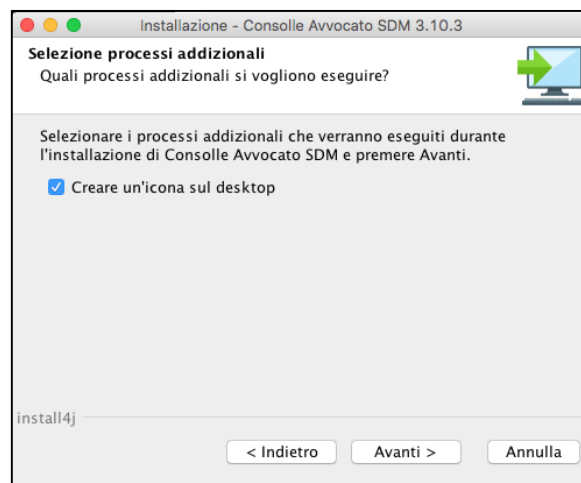 Installazione - Consolle Avvocato SDM 3.10.3
Selezione processi addizionali
Quali processi addizionali si vogliono eseguire?
Selezionare i processi addizionali che verranno eseguiti durante
l'installazione di Consolle Avvocato SDM e premere Avanti.
Creare un'icona sul desktop
install4j
< Indietro
Avanti >
Annulla